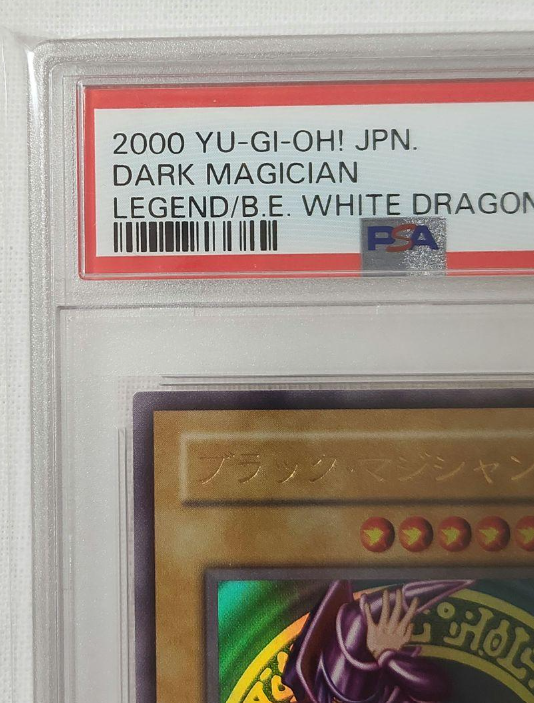 2000 YU-GI-OH! JPN.
DARK MAGICIAN
LEGEND/B.E. WHITE DRAGON
PSA
ブラック・マジシャン